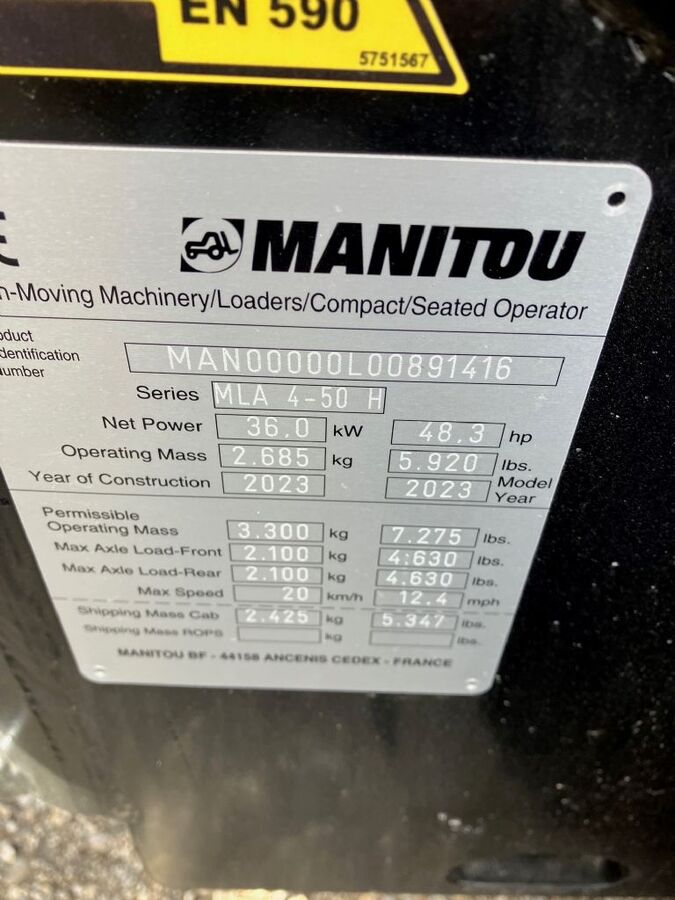 EN 590
5751567
MANITOU
-Moving Machinery/Loaders/Compact/Seated Operator
MAN00000L00891416
Series MLA 4-50 H
Net Power 36.0 kW 48.3 hp
Operating Mass 2.685 kg 5.920 lbs.
Year of Construction 2023 2023 Model Year
Permissible
Operating Mass 3.300 kg 7.275 lbs.
Max Axle Load-Front 2.100 kg 4:630 lbs.
Max Axle Load-Rear 2.100 kg 4.630 lbs.
Max Speed 20 km/h 12.4 mph
Shipping Mass Cab 2.425 kg 5.347 lbs.
Shipping Mass ROPS kg lbs.
MANITOU BF - 44158 ANCENIS CEDEX - FRANCE